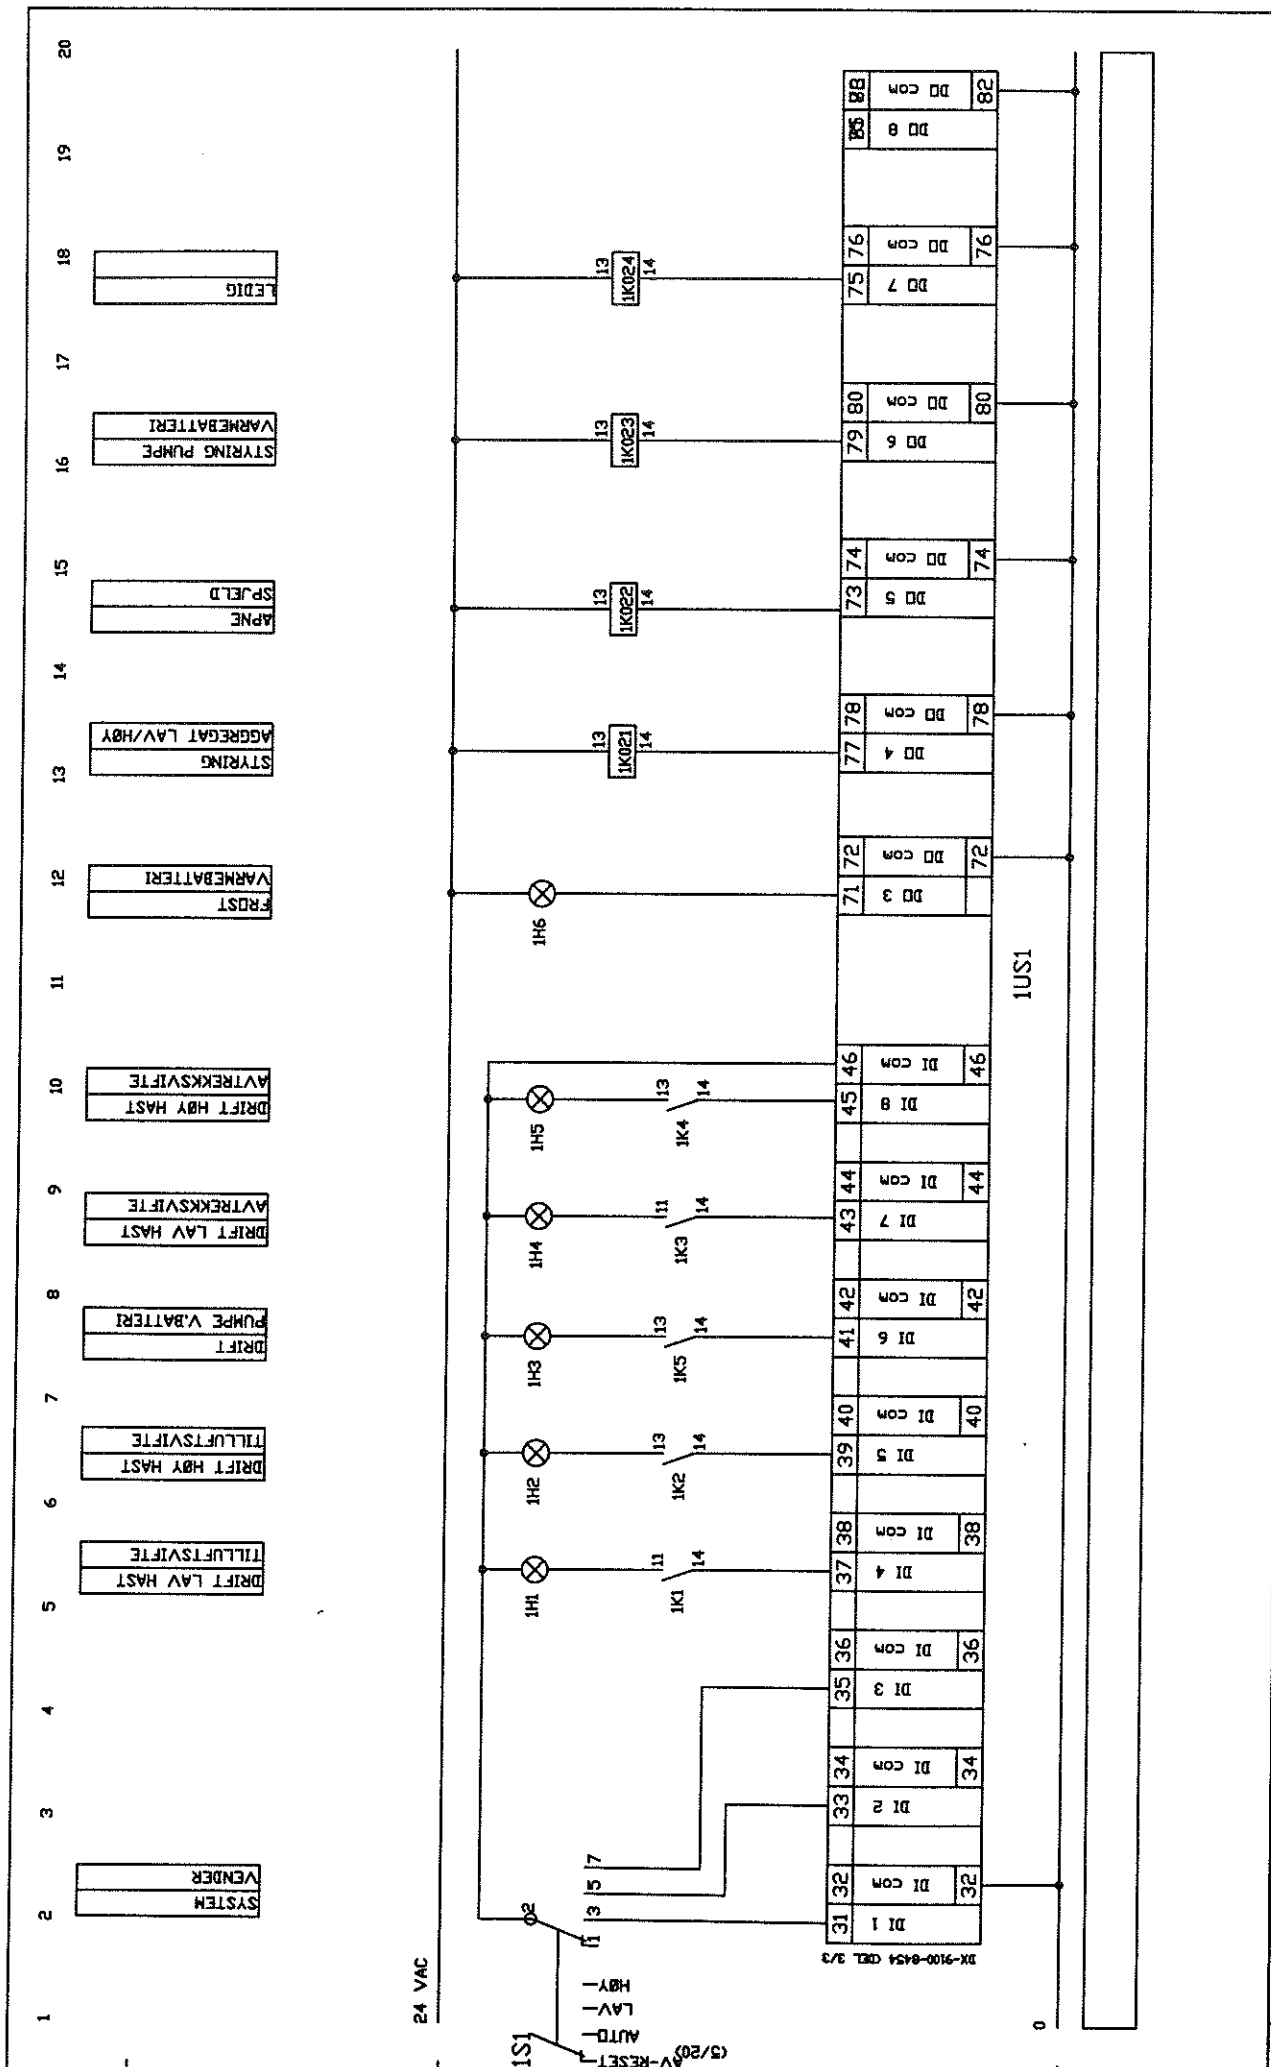 1 2 3 4 5 6 7 8 9 10 11 12 13 14 15 16 17 18 19 20
SYSTEM
VENDER
DRIFT LAV HAST
TILLUFTSVIFTE
DRIFT HØY HAST
TILLUFTSVIFTE
DRIFT
PUMPE V.BATTERI
DRIFT LAV HAST
AVTREKKSVIFTE
DRIFT HØY HAST
AVTREKKSVIFTE
FROST
VARMEBATTERI
STYRING
AGGREGAT LAV/HØY
APNE
SPJELD
STYRING PUMPE
VARMEBATTERI
LEDIG
24 VAC
1S1
AV-RESET
AUTO
LAV
HØY
(5/20)
2
1 3 5 7
1H1 1H2 1H3 1H4 1H5 1H6
11 13 13 11 13
1K1 1K2 1K5 1K3 1K4
14 14 14 14 14
13 13 13 13
1K021 1K022 1K023 1K024
14 14 14 14
31 32 33 34 35 36 37 38 39 40 41 42 43 44 45 46 71 72 77 78 73 74 79 80 75 76
DI 1 DI com DI 2 DI com DI 3 DI com DI 4 DI com DI 5 DI com DI 6 DI com DI 7 DI com DI 8 DI com DO 3 DO com DO 4 DO com DO 5 DO com DO 6 DO com DO 7 DO com DO 8 DO com
32 34 36 38 40 42 44 46 72 78 74 80 76 82
DX-9100-8454 (DEL 3/3
1US1
0